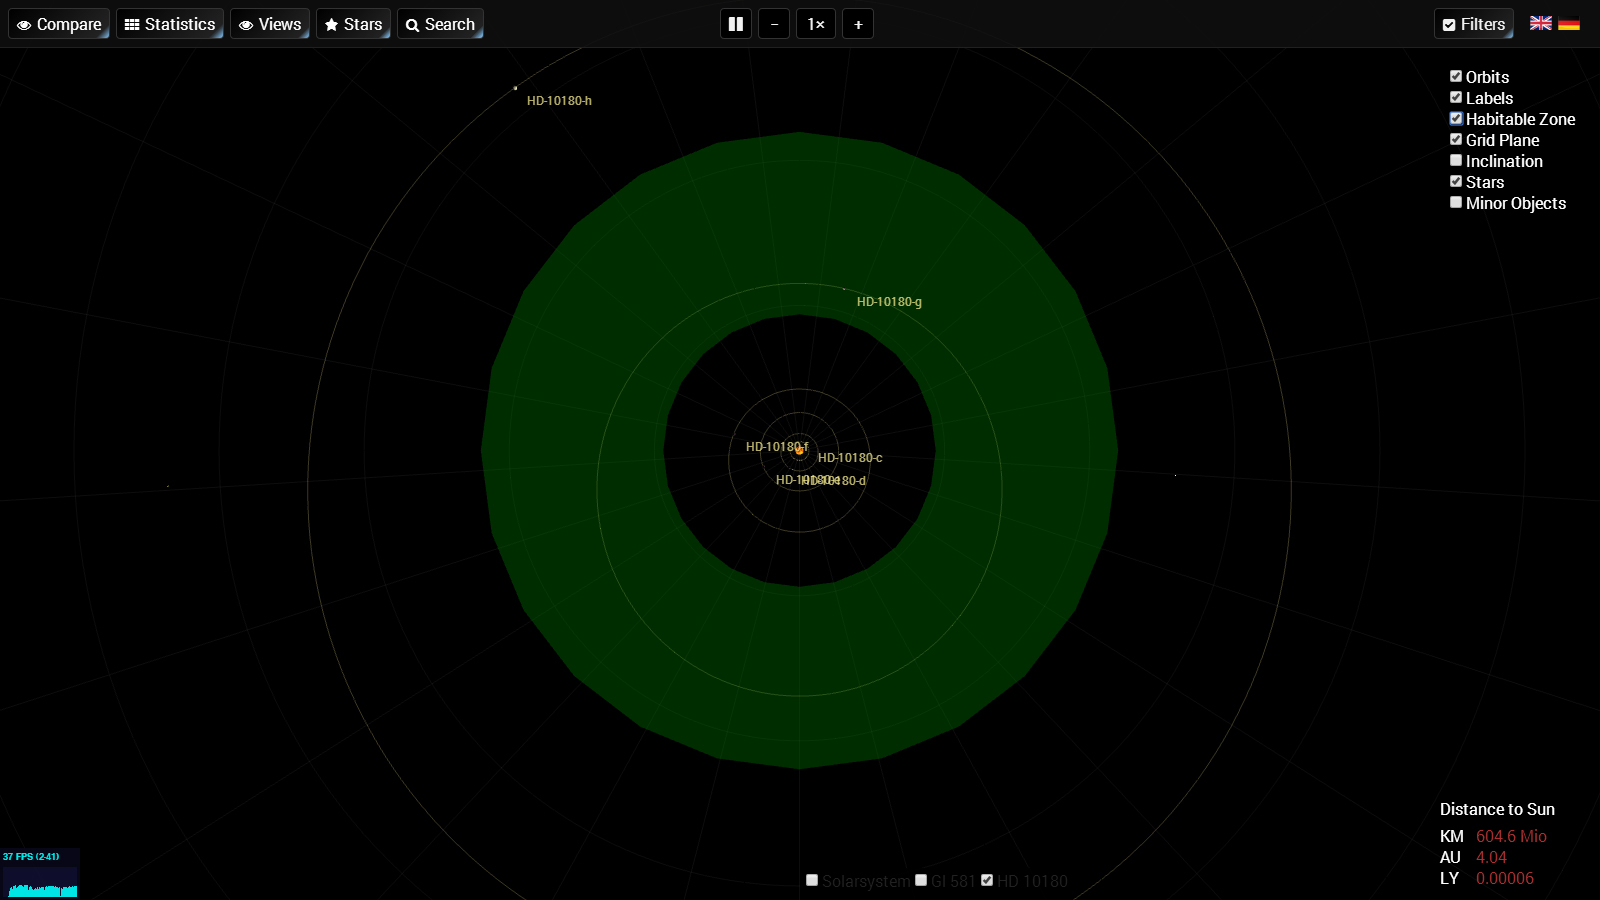 Compare Statistics Views Stars Search - 1× + Filters
Orbits
Labels
Habitable Zone
Grid Plane
Inclination
Stars
Minor Objects
HD-10180-h
HD-10180-g
HD-10180-f
HD-10180-c
HD-10180-d
Distance to Sun
KM 604.6 Mio
AU 4.04
LY 0.00006
37 FPS (2-41)
Solarsystem Gl 581 HD 10180